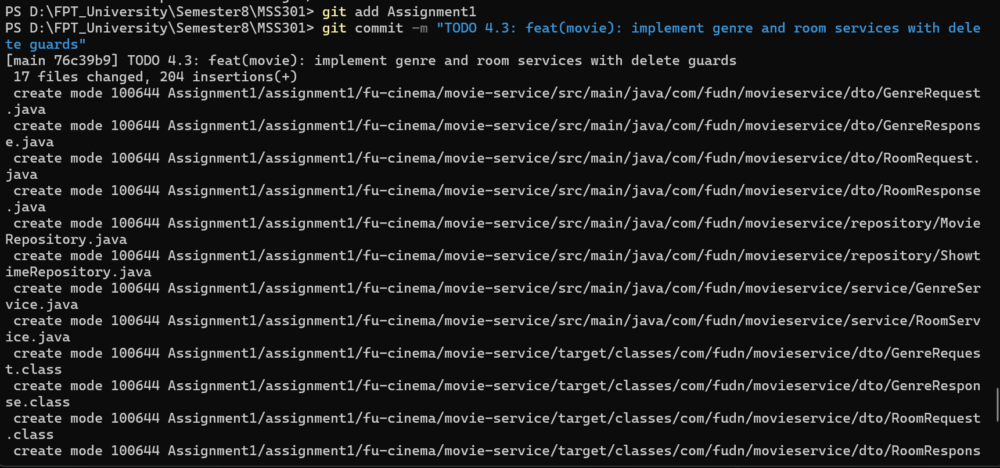 PS D:\FPT_University\Semester8\MSS301> git add Assignment1
PS D:\FPT_University\Semester8\MSS301> git commit -m "TODO 4.3: feat(movie): implement genre and room services with dele
te guards"
[main 76c39b9] TODO 4.3: feat(movie): implement genre and room services with delete guards
 17 files changed, 204 insertions(+)
 create mode 100644 Assignment1/assignment1/fu-cinema/movie-service/src/main/java/com/fudn/movieservice/dto/GenreRequest
.java
 create mode 100644 Assignment1/assignment1/fu-cinema/movie-service/src/main/java/com/fudn/movieservice/dto/GenreRespons
e.java
 create mode 100644 Assignment1/assignment1/fu-cinema/movie-service/src/main/java/com/fudn/movieservice/dto/RoomRequest.
java
 create mode 100644 Assignment1/assignment1/fu-cinema/movie-service/src/main/java/com/fudn/movieservice/dto/RoomResponse
.java
 create mode 100644 Assignment1/assignment1/fu-cinema/movie-service/src/main/java/com/fudn/movieservice/repository/Movie
Repository.java
 create mode 100644 Assignment1/assignment1/fu-cinema/movie-service/src/main/java/com/fudn/movieservice/repository/Showt
imeRepository.java
 create mode 100644 Assignment1/assignment1/fu-cinema/movie-service/src/main/java/com/fudn/movieservice/service/GenreSer
vice.java
 create mode 100644 Assignment1/assignment1/fu-cinema/movie-service/src/main/java/com/fudn/movieservice/service/RoomServ
ice.java
 create mode 100644 Assignment1/assignment1/fu-cinema/movie-service/target/classes/com/fudn/movieservice/dto/GenreReques
t.class
 create mode 100644 Assignment1/assignment1/fu-cinema/movie-service/target/classes/com/fudn/movieservice/dto/GenreRespon
se.class
 create mode 100644 Assignment1/assignment1/fu-cinema/movie-service/target/classes/com/fudn/movieservice/dto/RoomRequest
.class
 create mode 100644 Assignment1/assignment1/fu-cinema/movie-service/target/classes/com/fudn/movieservice/dto/RoomRespons